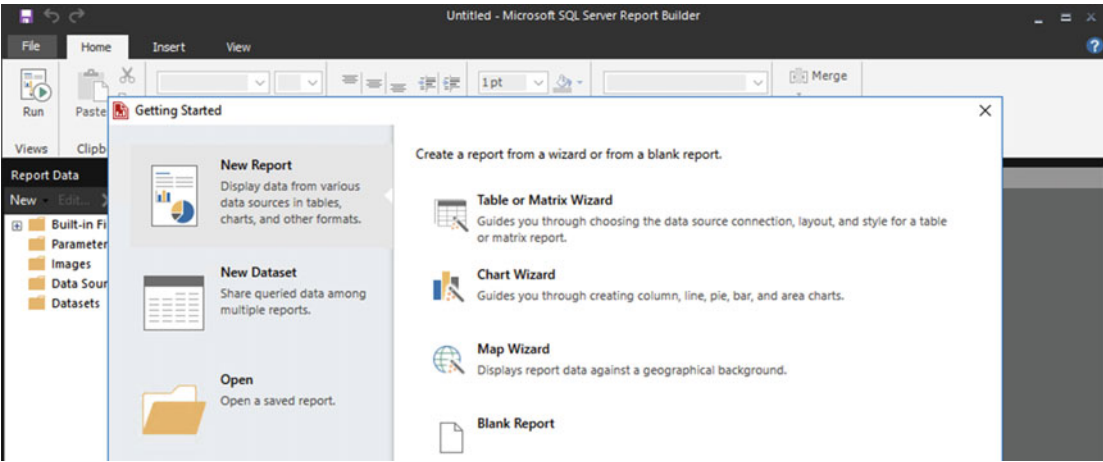 Untitled - Microsoft SQL Server Report Builder
File Home Insert View
?
1 pt
Merge
Run
Paste
Getting Started
Views
Report Data
New Edit...
Built-in Fi
Parameter
Images
Data Sour
Datasets
New Report
Display data from various
data sources in tables,
charts, and other formats.
New Dataset
Share queried data among
multiple reports.
Open
Open a saved report.
Create a report from a wizard or from a blank report.
Table or Matrix Wizard
Guides you through choosing the data source connection, layout, and style for a table
or matrix report.
Chart Wizard
Guides you through creating column, line, pie, bar, and area charts.
Map Wizard
Displays report data against a geographical background.
Blank Report